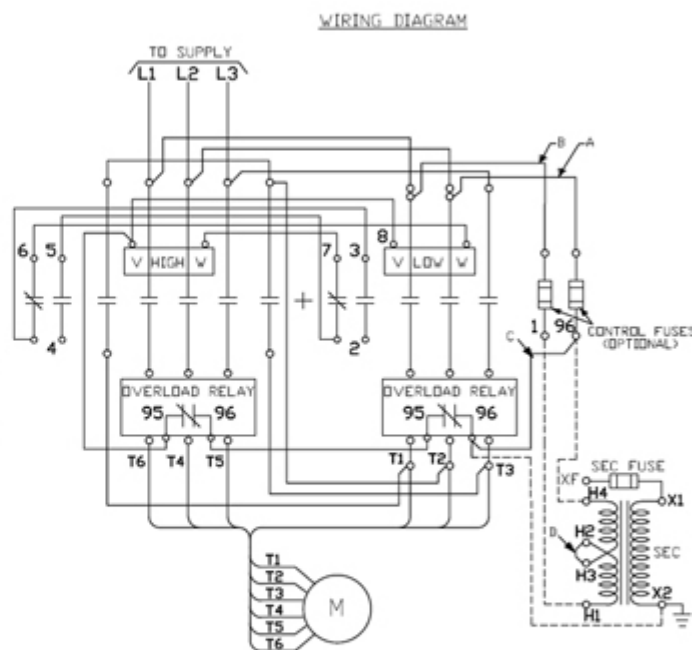 WIRING DIAGRAM
TO SUPPLY
L1 L2 L3
B A
6 5 7 3 8
V HIGH W
V LOW W
4 2
1 96
CONTROL FUSES
(OPTIONAL)
C
OVERLOAD RELAY
95 96
OVERLOAD RELAY
95 96
T6 T4 T5
T1 T2 T3
SEC FUSE
XF
H4 X1
H2
D
SEC
H3
X2
H1
T1
T2
T3
T4
T5
T6
M